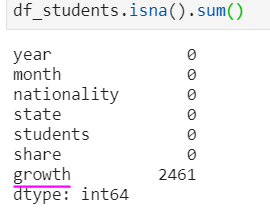 df_students.isna().sum()
year 0
month 0
nationality 0
state 0
students 0
share 0
growth 2461
dtype: int64